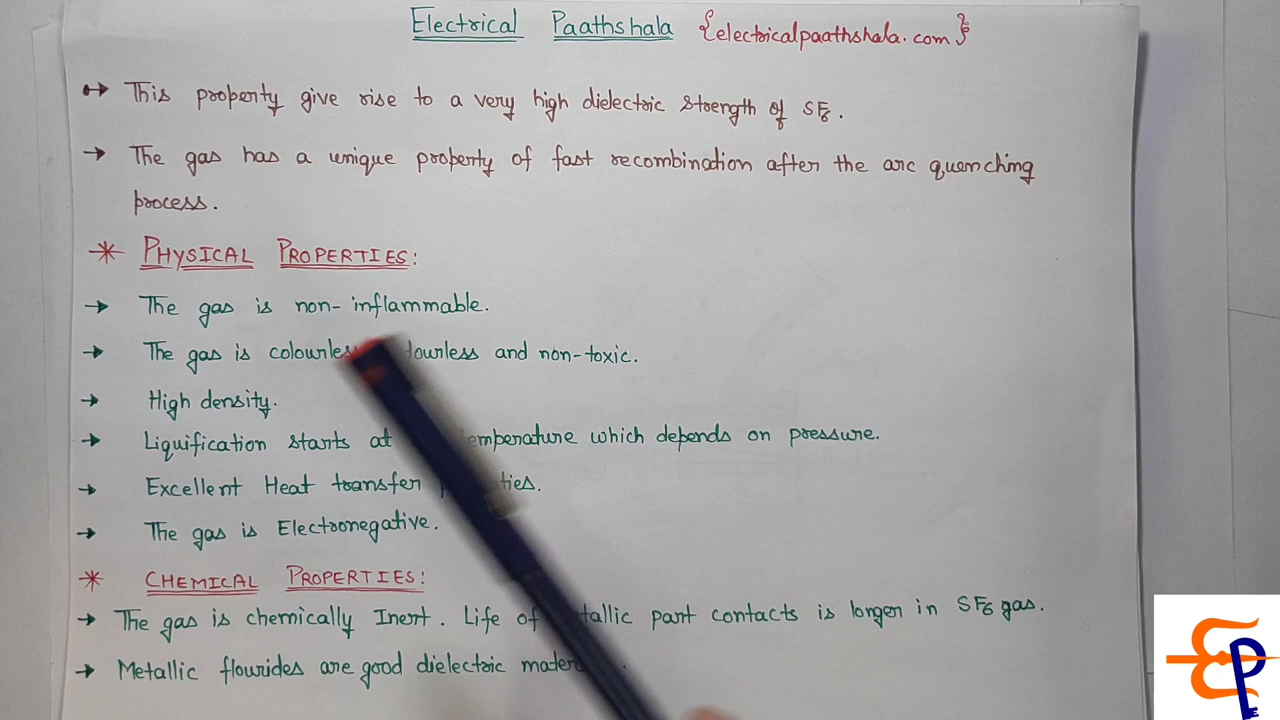 Electrical Paathshala {electricalpaathshala.com}
This property give rise to a very high dielectric strength of SF6.
The gas has a unique property of fast recombination after the arc quenching
process.
* PHYSICAL PROPERTIES:
→ The gas is non-inflammable.
→ The gas is and non-toxic.
→ High density.
→ Liquification starts at temperature which depends on pressure.
→ Excellent Heat transfer
→ The gas is Electronegative.
* CHEMICAL PROPERTIES:
→ The gas is chemically Inert. Life of part contacts is longer in SF6 gas.
→ Metallic flourides are good dielectric
EP